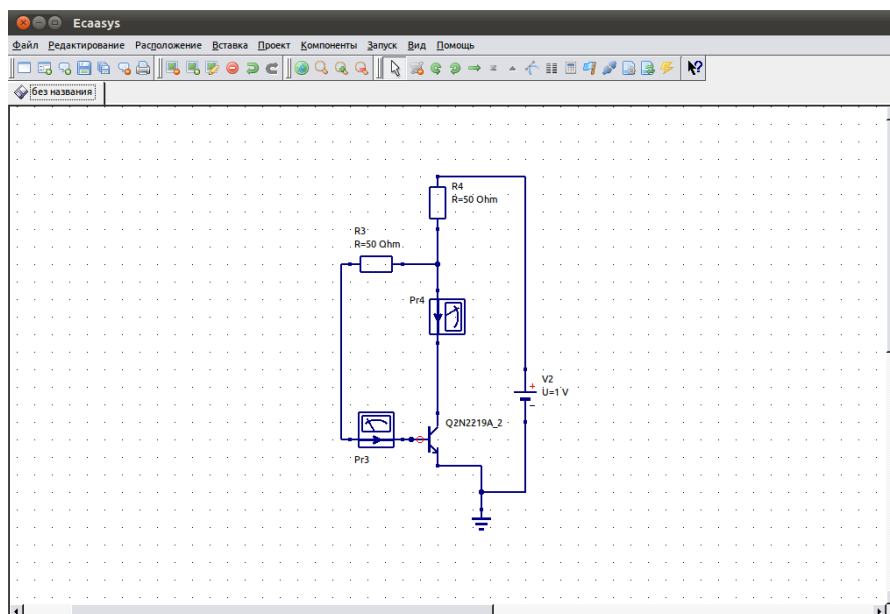 Ecaasys
Файл Редактирование Расположение Вставка Проект Компоненты Запуск Вид Помощь
без названия
R4
R=50 Ohm
R3
R=50 Ohm
Pr4
V2
U=1 V
Q2N2219A_2
Pr3